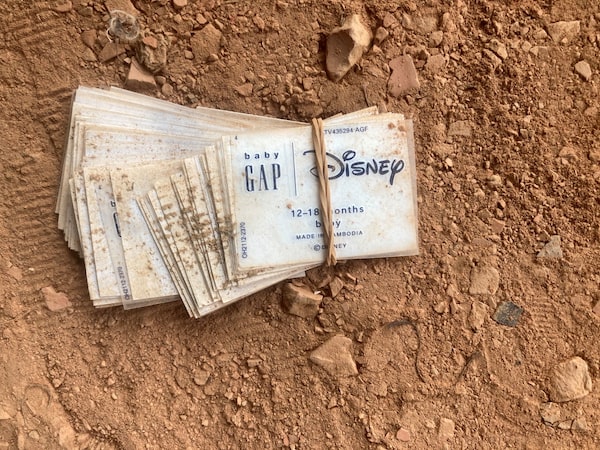 TV435294-AGF
baby
GAP | Disney
12-18 months
baby
MADE IN CAMBODIA
© DISNEY